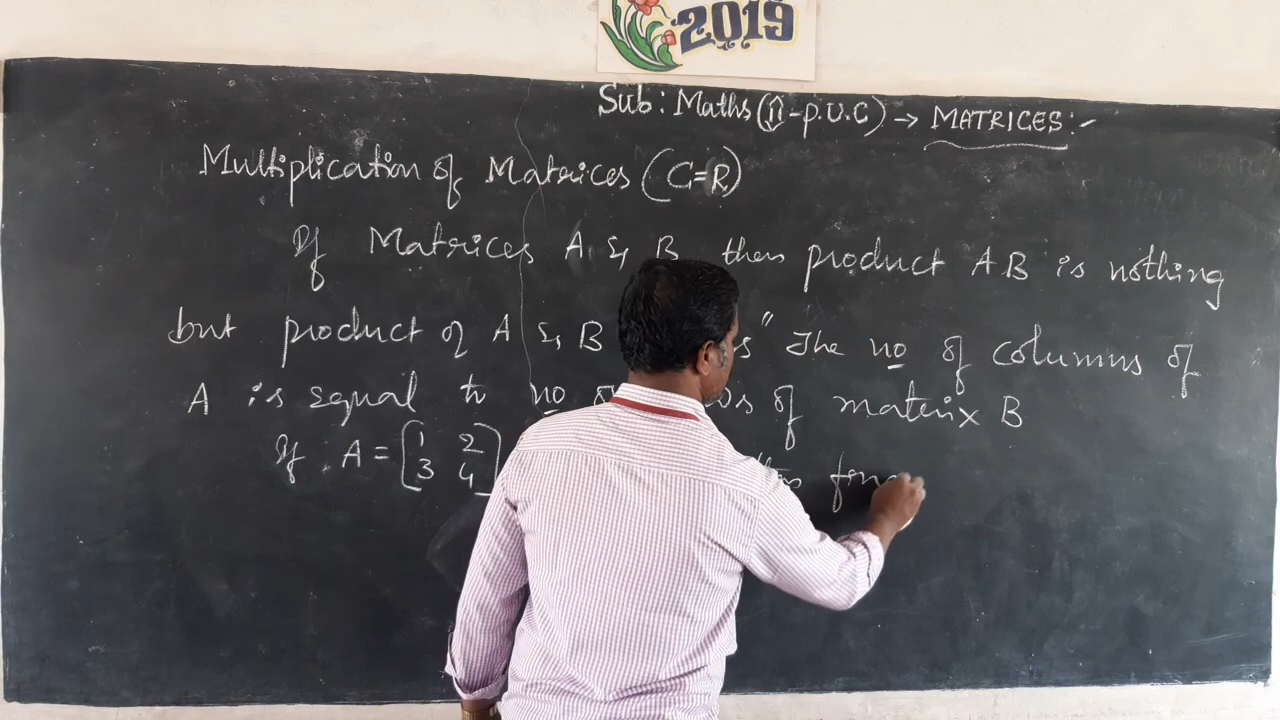 2019
Sub: Maths (II - P.U.C) → MATRICES:-
Multiplication of Matrices (C=R)
If Matrices A & B then product AB is nothing
but product of A & B "The no of columns of
A is equal to no of of matrix B
If A = [1 2
3 4]